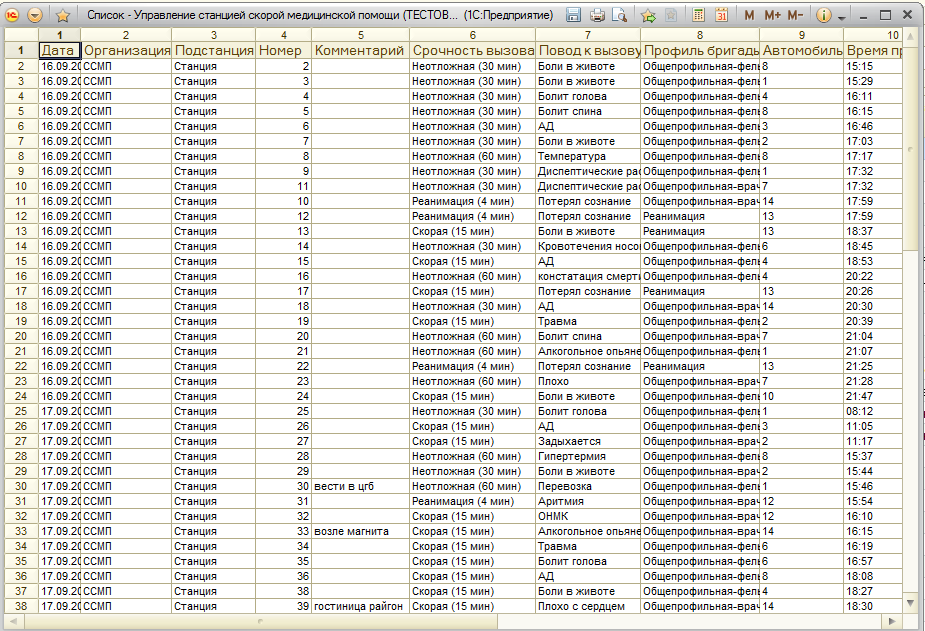 Список - Управление станцией скорой медицинской помощи (ТЕСТОВ... (1С:Предприятие) M M+ M-
1 2 3 4 5 6 7 8 9 10
1 Дата Организация Подстанция Номер Комментарий Срочность вызова Повод к вызову Профиль бригады Автомобиль Время пр
2 16.09.20 ССМП Станция 2 Неотложная (30 мин) Боли в животе Общепрофильная-фель 8 15:15
3 16.09.20 ССМП Станция 3 Неотложная (30 мин) Боли в животе Общепрофильная-фель 1 15:29
4 16.09.20 ССМП Станция 4 Неотложная (30 мин) Болит голова Общепрофильная-фель 4 16:11
5 16.09.20 ССМП Станция 5 Неотложная (30 мин) Болит спина Общепрофильная-фель 8 16:15
6 16.09.20 ССМП Станция 6 Неотложная (30 мин) АД Общепрофильная-фель 3 16:46
7 16.09.20 ССМП Станция 7 Неотложная (30 мин) Боли в животе Общепрофильная-фель 2 17:03
8 16.09.20 ССМП Станция 8 Неотложная (60 мин) Температура Общепрофильная-фель 8 17:17
9 16.09.20 ССМП Станция 9 Неотложная (30 мин) Диспептические рас Общепрофильная-фель 1 17:32
10 16.09.20 ССМП Станция 11 Неотложная (30 мин) Диспептические рас Общепрофильная-врач 7 17:32
11 16.09.20 ССМП Станция 10 Реанимация (4 мин) Потерял сознание Общепрофильная-врач 14 17:59
12 16.09.20 ССМП Станция 12 Реанимация (4 мин) Потерял сознание Реанимация 13 17:59
13 16.09.20 ССМП Станция 13 Скорая (15 мин) Боли в животе Реанимация 13 18:37
14 16.09.20 ССМП Станция 14 Неотложная (30 мин) Кровотечения носо Общепрофильная-фель 6 18:45
15 16.09.20 ССМП Станция 15 Скорая (15 мин) АД Общепрофильная-фель 4 18:53
16 16.09.20 ССМП Станция 16 Неотложная (60 мин) констатация смерти Общепрофильная-фель 4 20:22
17 16.09.20 ССМП Станция 17 Скорая (15 мин) Потерял сознание Реанимация 13 20:26
18 16.09.20 ССМП Станция 18 Неотложная (30 мин) АД Общепрофильная-врач 14 20:30
19 16.09.20 ССМП Станция 19 Скорая (15 мин) Травма Общепрофильная-фель 2 20:39
20 16.09.20 ССМП Станция 20 Неотложная (60 мин) Болит спина Общепрофильная-врач 7 21:04
21 16.09.20 ССМП Станция 21 Неотложная (60 мин) Алкогольное опьяне Общепрофильная-фель 1 21:07
22 16.09.20 ССМП Станция 22 Реанимация (4 мин) Потерял сознание Реанимация 13 21:25
23 16.09.20 ССМП Станция 23 Неотложная (60 мин) Плохо Общепрофильная-врач 7 21:28
24 16.09.20 ССМП Станция 24 Скорая (15 мин) Боли в животе Общепрофильная-врач 10 21:47
25 17.09.20 ССМП Станция 25 Неотложная (30 мин) Болит голова Общепрофильная-фель 1 08:12
26 17.09.20 ССМП Станция 26 Скорая (15 мин) АД Общепрофильная-фель 3 11:05
27 17.09.20 ССМП Станция 27 Скорая (15 мин) Задыхается Общепрофильная-врач 2 11:17
28 17.09.20 ССМП Станция 28 Неотложная (60 мин) Гипертермия Общепрофильная-фель 8 15:37
29 17.09.20 ССМП Станция 29 Неотложная (30 мин) Боли в животе Общепрофильная-врач 2 15:44
30 17.09.20 ССМП Станция 30 вести в цгб Неотложная (60 мин) Перевозка Общепрофильная-фель 1 15:46
31 17.09.20 ССМП Станция 31 Реанимация (4 мин) Аритмия Общепрофильная-врач 12 15:54
32 17.09.20 ССМП Станция 32 Скорая (15 мин) ОНМК Общепрофильная-врач 12 16:10
33 17.09.20 ССМП Станция 33 возле магнита Скорая (15 мин) Алкогольное опьяне Общепрофильная-врач 14 16:15
34 17.09.20 ССМП Станция 34 Скорая (15 мин) Травма Общепрофильная-фель 6 16:19
35 17.09.20 ССМП Станция 35 Скорая (15 мин) Болит голова Общепрофильная-фель 6 16:57
36 17.09.20 ССМП Станция 36 Скорая (15 мин) АД Общепрофильная-фель 8 18:08
37 17.09.20 ССМП Станция 37 Скорая (15 мин) Боли в животе Общепрофильная-фель 4 18:27
38 17.09.20 ССМП Станция 39 гостиница райгон Скорая (15 мин) Плохо с сердцем Общепрофильная-врач 14 18:30